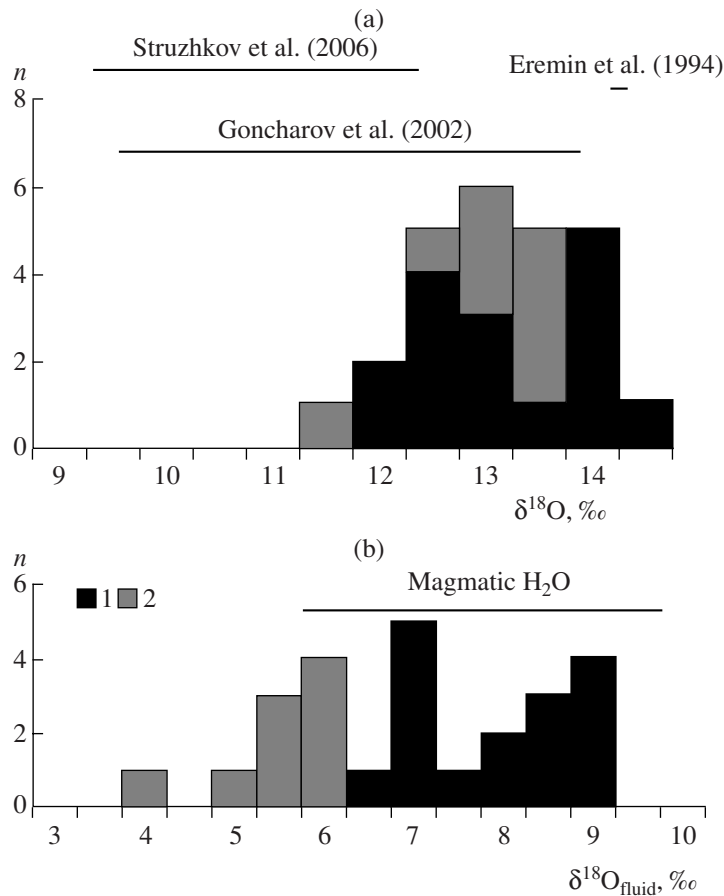 (a)
Struzhkov et al. (2006)
Eremin et al. (1994)
n
8
Goncharov et al. (2002)
6
4
2
0
9 10 11 12 13 14
δ¹⁸O, ‰
(b)
n
6
Magmatic H₂O
1 2
4
2
0
3 4 5 6 7 8 9 10
δ¹⁸O_fluid, ‰